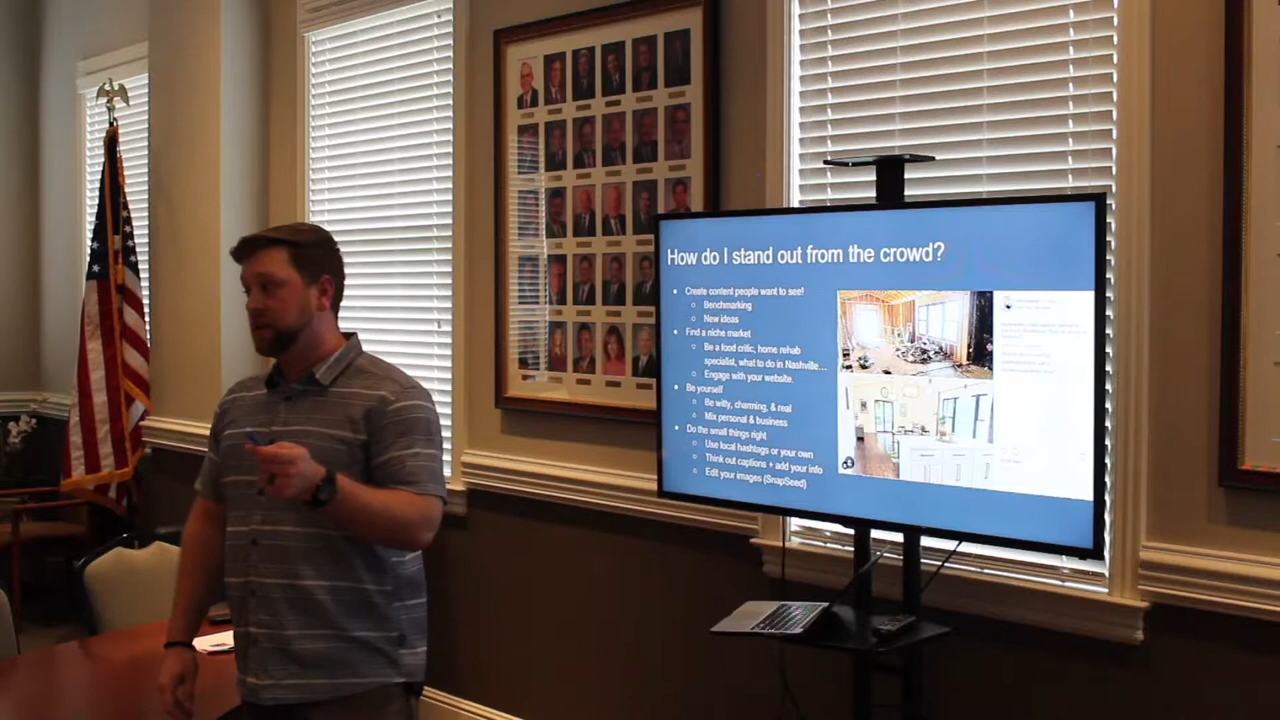 How do I stand out from the crowd?
● Create content people want to see!
○ Benchmarking
○ New ideas
● Find a niche market
○ Be a food critic, home rehab
specialist, what to do in Nashville...
○ Engage with your website.
● Be yourself
○ Be witty, charming, & real
○ Mix personal & business
● Do the small things right
○ Use local hashtags or your own
○ Think out captions + add your info
○ Edit your images (SnapSeed)